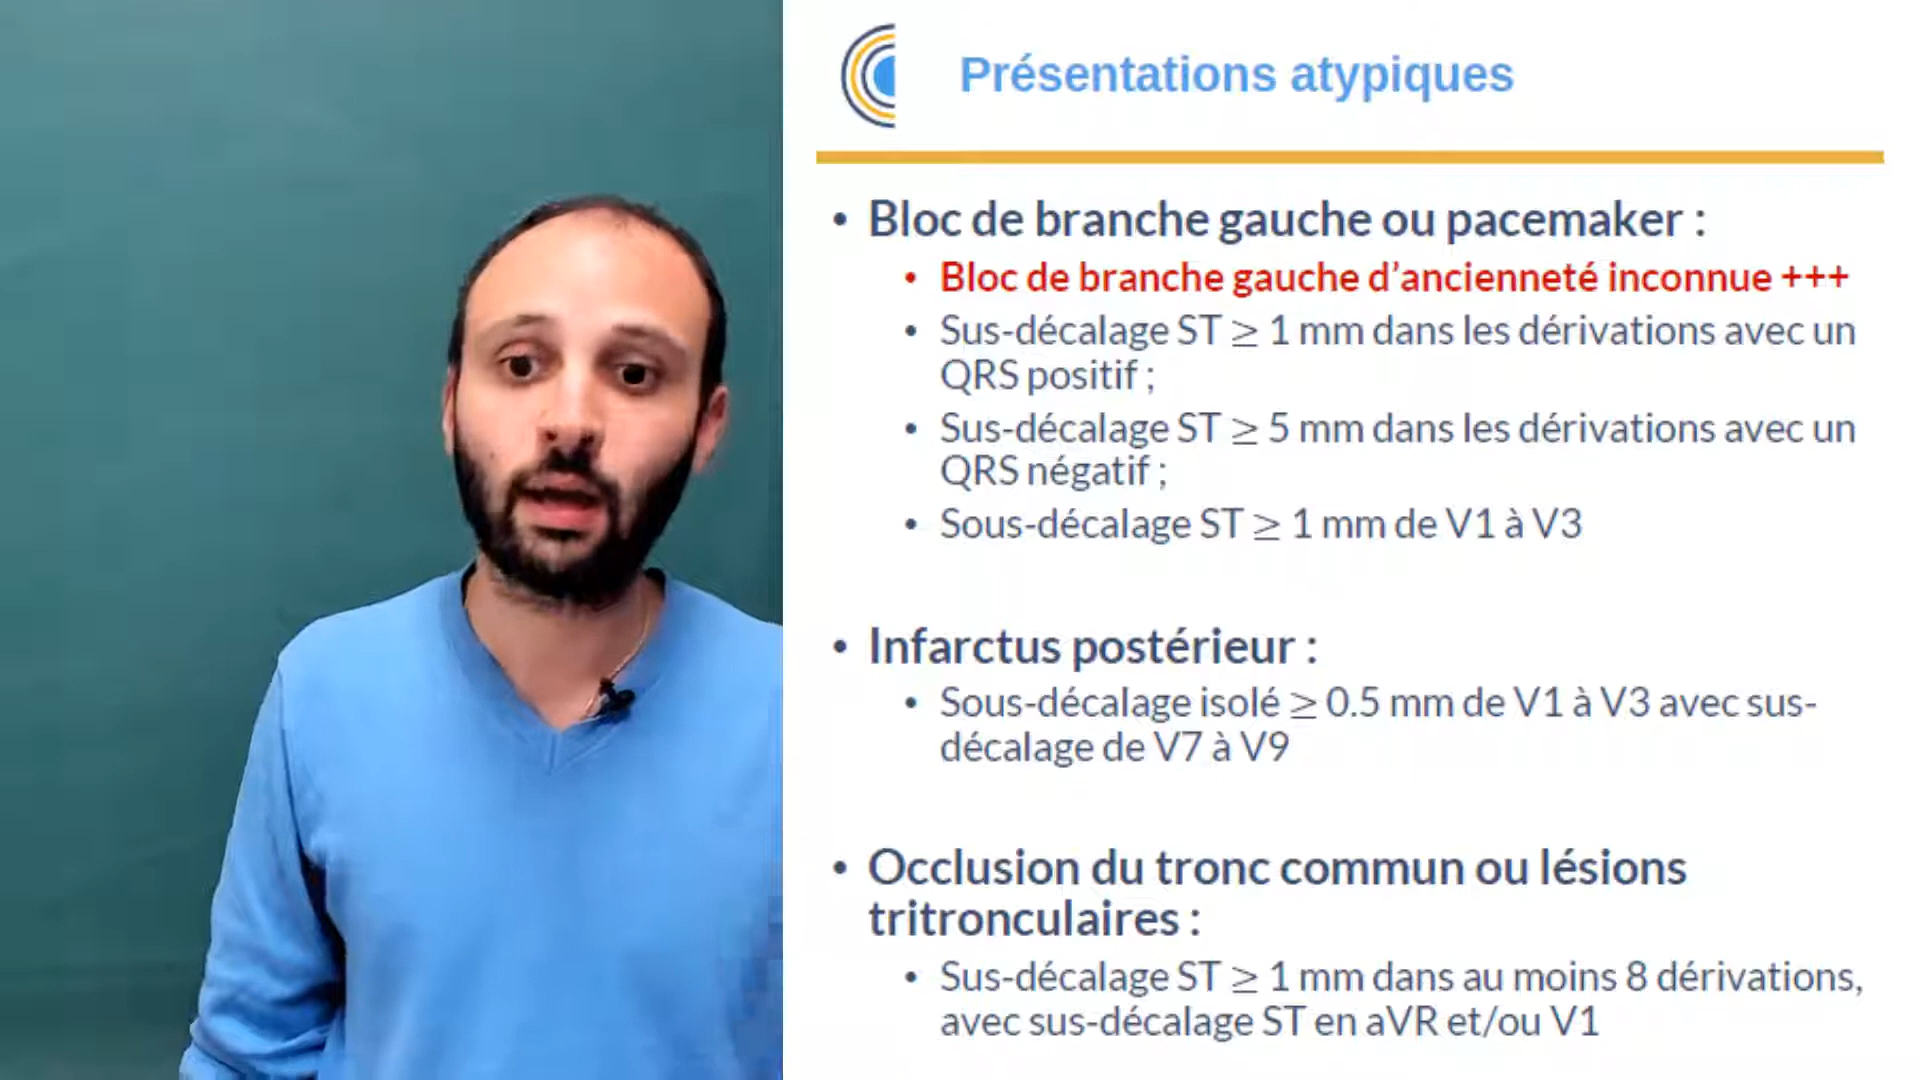 Présentations atypiques
• Bloc de branche gauche ou pacemaker :
• Bloc de branche gauche d’ancienneté inconnue +++
• Sus-décalage ST ≥ 1 mm dans les dérivations avec un
QRS positif ;
• Sus-décalage ST ≥ 5 mm dans les dérivations avec un
QRS négatif ;
• Sous-décalage ST ≥ 1 mm de V1 à V3
• Infarctus postérieur :
• Sous-décalage isolé ≥ 0.5 mm de V1 à V3 avec sus-
décalage de V7 à V9
• Occlusion du tronc commun ou lésions
tritronculaires :
• Sus-décalage ST ≥ 1 mm dans au moins 8 dérivations,
avec sus-décalage ST en aVR et/ou V1